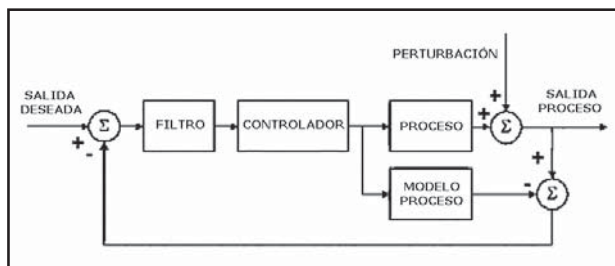 PERTURBACIÓN
SALIDA
DESEADA
+
-
Σ
FILTRO
CONTROLADOR
PROCESO
+
+
Σ
SALIDA
PROCESO
MODELO
PROCESO
+
-
Σ